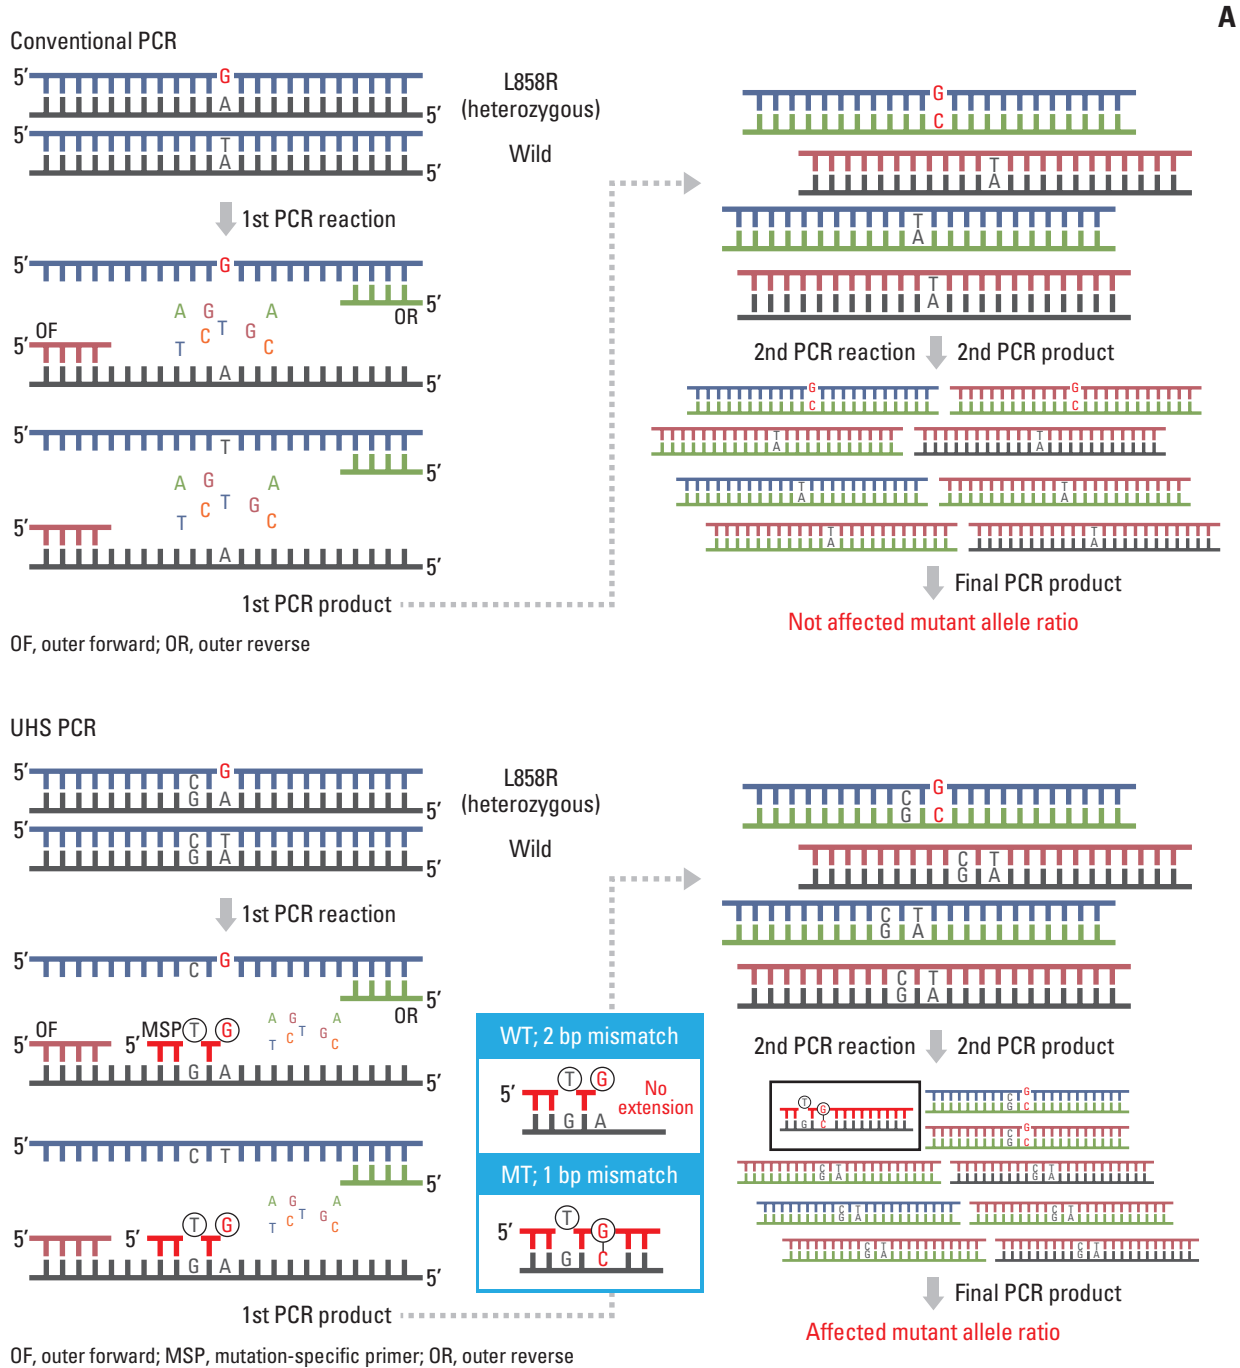 A
Conventional PCR
5′ G
A 5′
L858R
(heterozygous)
5′ T
A 5′
Wild
1st PCR reaction
5′ G
5′
OR
A G A
C T G C
T
OF
5′
A 5′
5′ T
5′
A G A
C T G C
T
5′
A 5′
1st PCR product
OF, outer forward; OR, outer reverse
G
C
T
A
T
A
T
A
2nd PCR reaction 2nd PCR product
G G
C C
T T
A A
T T
A A
T T
A A
Final PCR product
Not affected mutant allele ratio
UHS PCR
5′ C G
G A 5′
L858R
(heterozygous)
5′ C T
G A 5′
Wild
1st PCR reaction
5′ C G
5′
OR
OF
5′ 5′ MSP T G
A G A
T C T G C
G A 5′
5′ C T
5′
A G A
T C T G C
5′ 5′ T G
G A 5′
1st PCR product
WT; 2 bp mismatch
5′ T G
No
extension
G A
MT; 1 bp mismatch
5′ T G
G C
OF, outer forward; MSP, mutation-specific primer; OR, outer reverse
C G
G C
C T
G A
C T
G A
C T
G A
2nd PCR reaction 2nd PCR product
T G
G C
C G
G C
C G
G C
C T C T
G A G A
C T C T
G A G A
C T C T
G A G A
Final PCR product
Affected mutant allele ratio